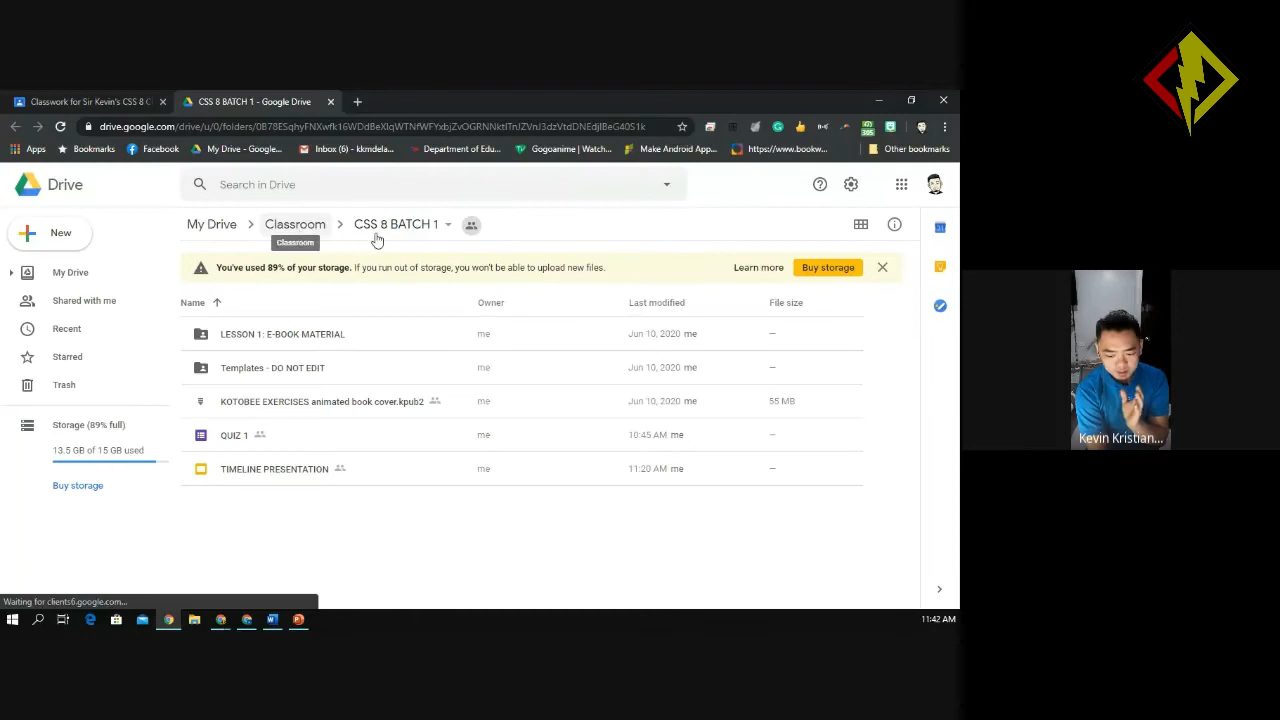 Classwork for Sir Kevin's CSS 8 C
CSS 8 BATCH 1 - Google Drive
Apps
Bookmarks
Facebook
My Drive - Google...
Inbox (6) - kkmdela...
Department of Edu...
Gogoanime | Watch...
Make Android App...
https://www.bookw...
Other bookmarks
Drive
Search in Drive
New
My Drive
Shared with me
Recent
Starred
Trash
Storage (89% full)
13.5 GB of 15 GB used
Buy storage
My Drive > Classroom > CSS 8 BATCH 1
Classroom
You've used 89% of your storage. If you run out of storage, you won't be able to upload new files.
Learn more
Buy storage
Name Owner Last modified File size
LESSON 1: E-BOOK MATERIAL me Jun 10, 2020 me —
Templates - DO NOT EDIT me Jun 10, 2020 me —
KOTOBEE EXERCISES animated book cover.kpub2 me Jun 10, 2020 me 55 MB
QUIZ 1 me 10:45 AM me —
TIMELINE PRESENTATION me 11:20 AM me —
Waiting for clients6.google.com...
11:42 AM
Kevin Kristian...